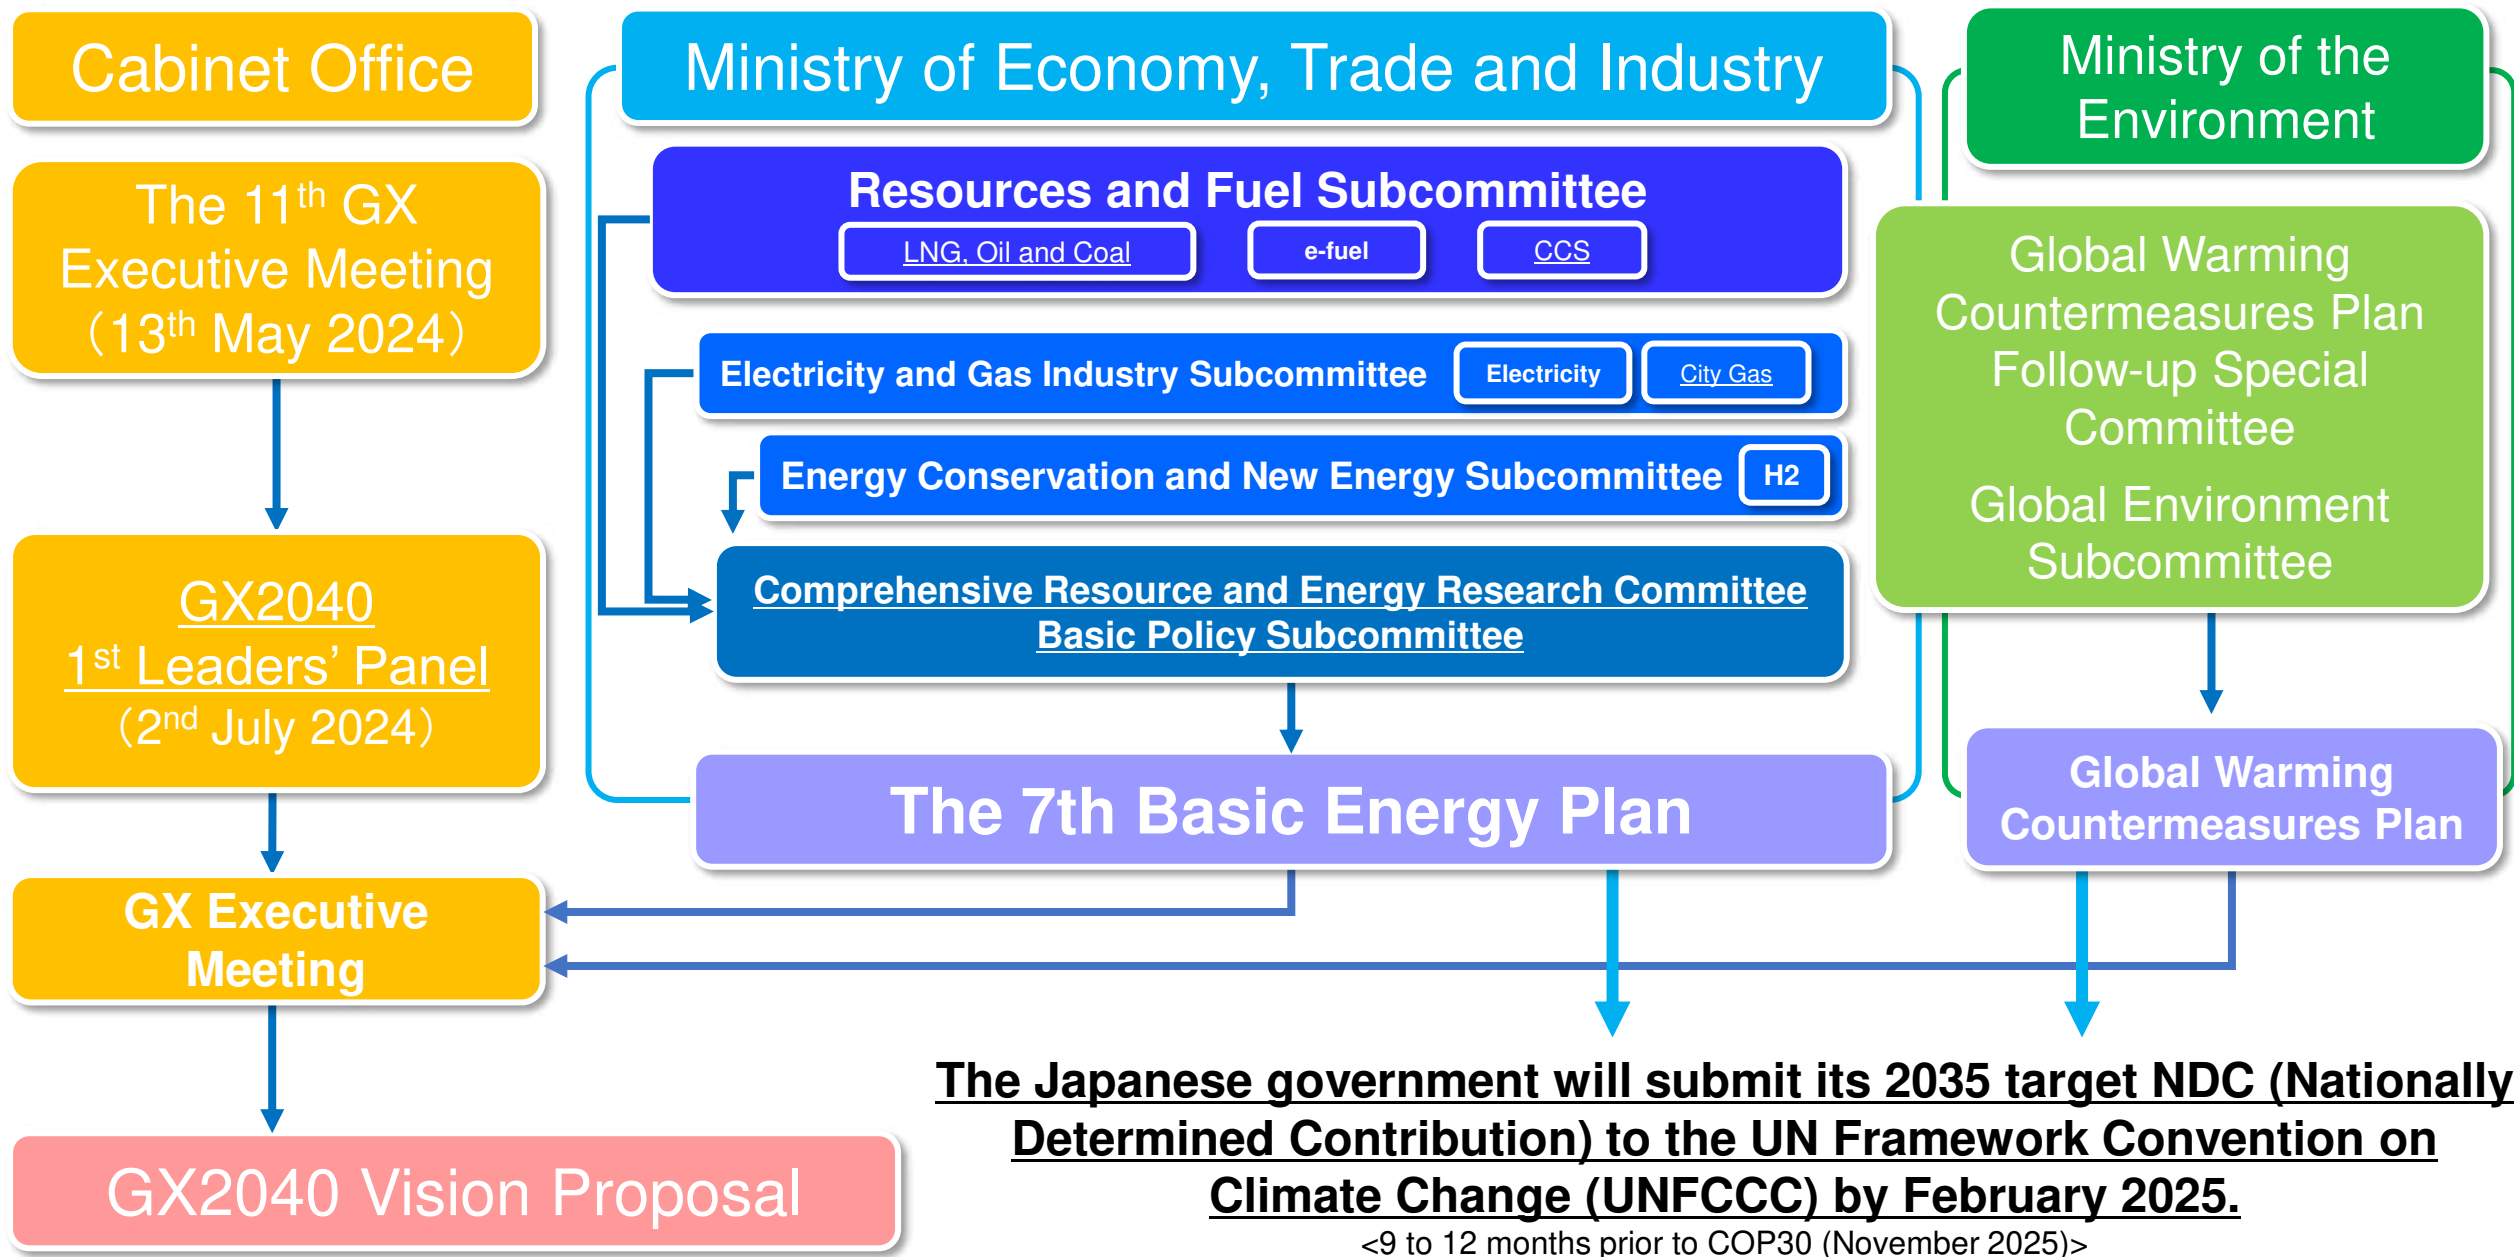 Cabinet Office
The 11th GX
Executive Meeting
（13th May 2024）
GX2040
1st Leaders’ Panel
（2nd July 2024）
GX Executive
Meeting
GX2040 Vision Proposal
Ministry of Economy, Trade and Industry
Resources and Fuel Subcommittee
LNG, Oil and Coal
e-fuel
CCS
Electricity and Gas Industry Subcommittee
Electricity
City Gas
Energy Conservation and New Energy Subcommittee
H2
Comprehensive Resource and Energy Research Committee
Basic Policy Subcommittee
The 7th Basic Energy Plan
Ministry of the
Environment
Global Warming
Countermeasures Plan
Follow-up Special
Committee
Global Environment
Subcommittee
Global Warming
Countermeasures Plan
The Japanese government will submit its 2035 target NDC (Nationally
Determined Contribution) to the UN Framework Convention on
Climate Change (UNFCCC) by February 2025.
<9 to 12 months prior to COP30 (November 2025)>